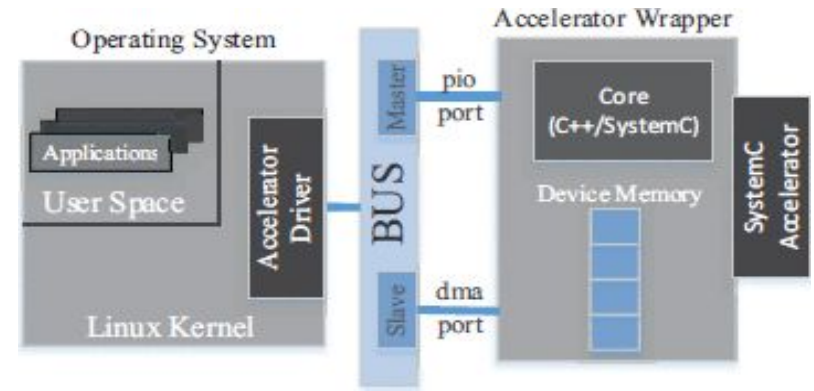 Operating System
Applications
User Space
Accelerator
Driver
Linux Kernel
BUS
Master
Slave
pio
port
dma
port
Accelerator Wrapper
Core
(C++/SystemC)
Device Memory
SystemC
Accelerator